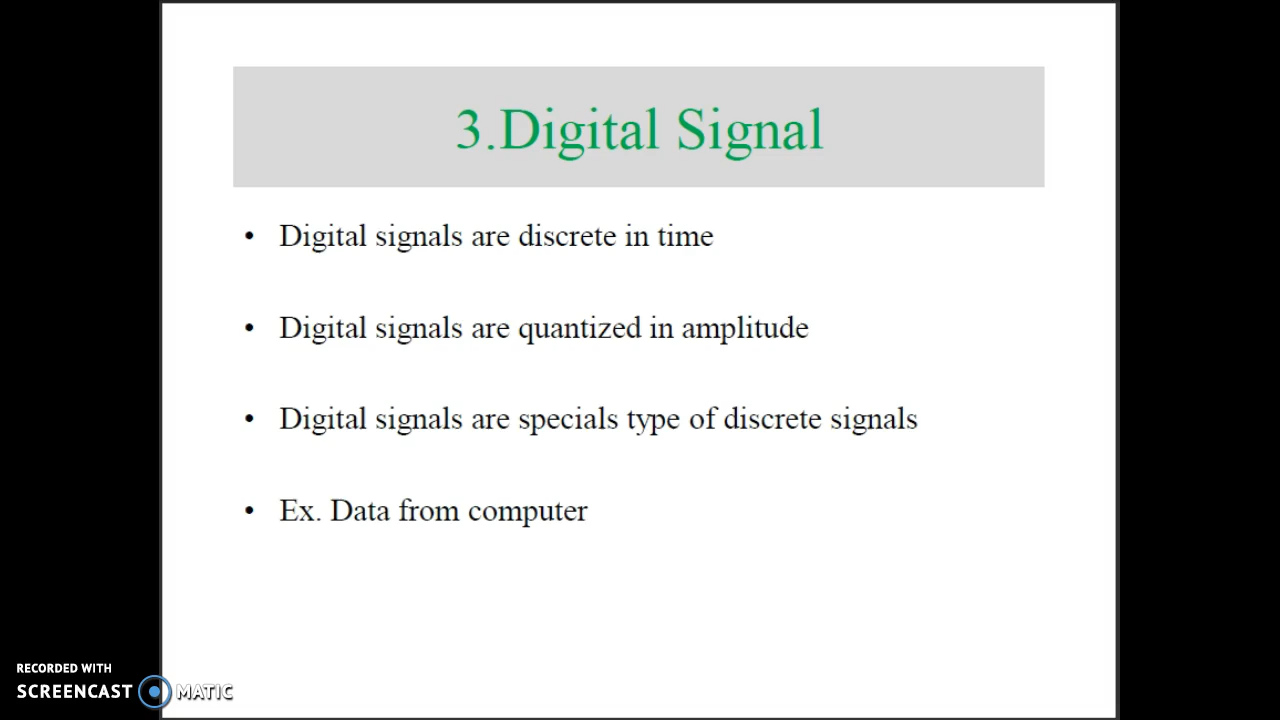 3.Digital Signal
• Digital signals are discrete in time
• Digital signals are quantized in amplitude
• Digital signals are specials type of discrete signals
• Ex. Data from computer
RECORDED WITH
SCREENCAST MATIC